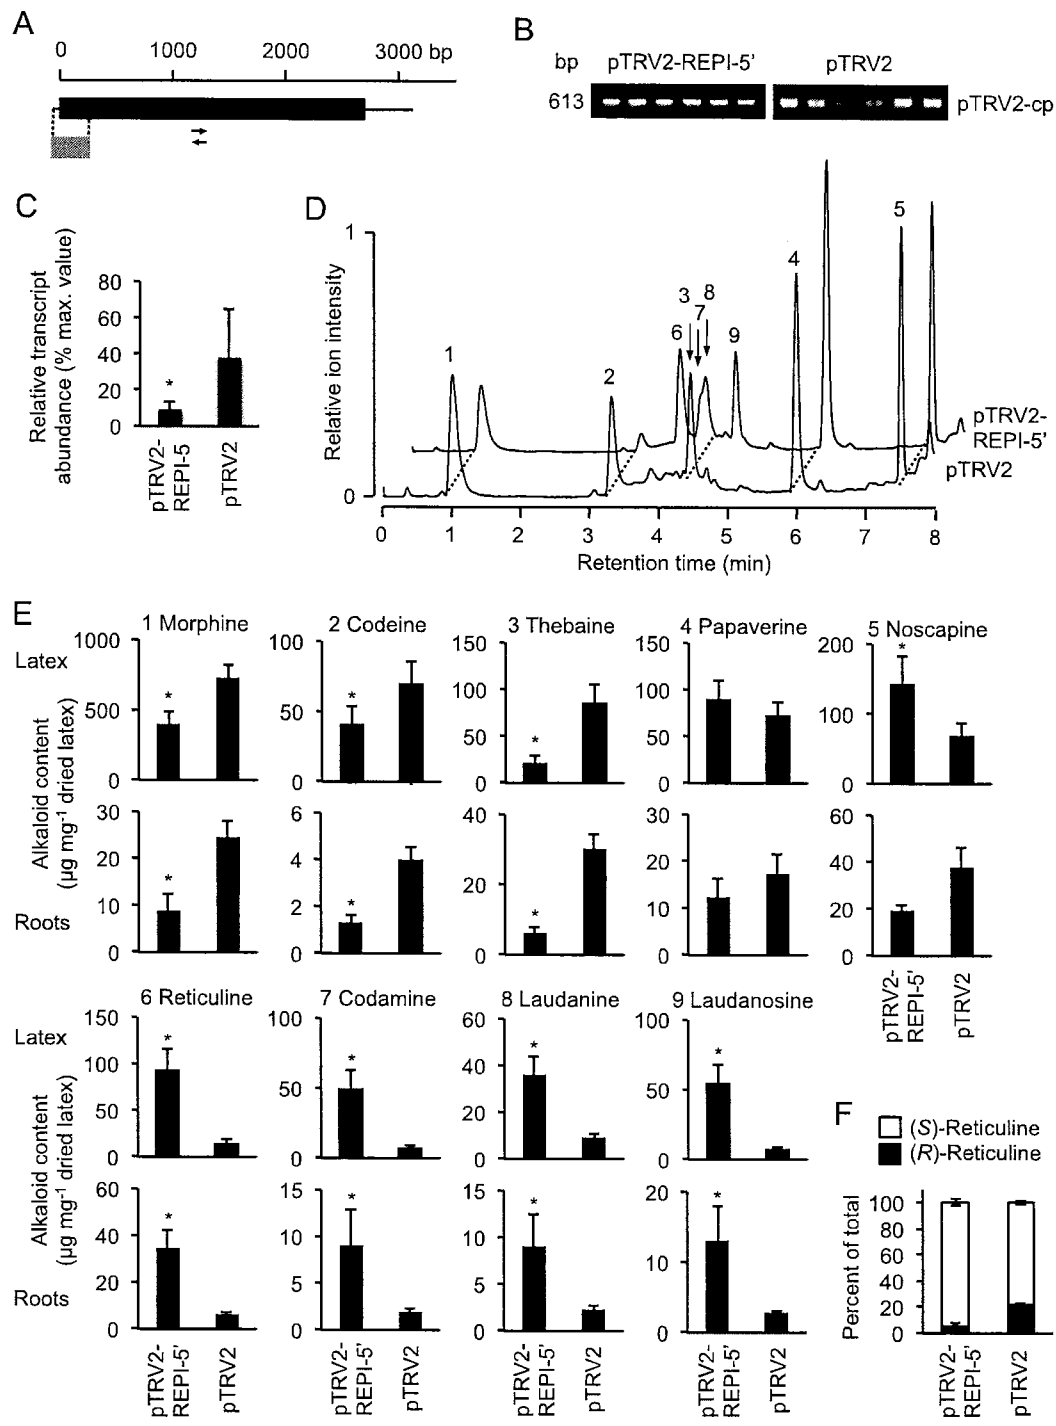 A
0 1000 2000 3000 bp
B
bp pTRV2-REPI-5' pTRV2
613 pTRV2-cp
C
Relative transcript
abundance (% max. value)
80
60
40
20
0
*
pTRV2-
REPI-5
pTRV2
D
Relative ion intensity
1
0
1 2 6 3 7 8 9 4 5
pTRV2-
REPI-5'
pTRV2
0 1 2 3 4 5 6 7 8
Retention time (min)
E
1 Morphine 2 Codeine 3 Thebaine 4 Papaverine 5 Noscapine
Latex
Alkaloid content
(µg mg⁻¹ dried latex)
Roots
1000
500
0
*
100
50
0
*
150
100
50
0
*
150
100
50
0
200
100
0
*
30
20
10
0
*
6
4
2
0
*
40
20
0
*
30
20
10
0
60
40
20
0
pTRV2-
REPI-5'
pTRV2
6 Reticuline 7 Codamine 8 Laudanine 9 Laudanosine
Latex
Alkaloid content
(µg mg⁻¹ dried latex)
Roots
150
100
50
0
*
100
50
0
*
60
40
20
0
*
100
50
0
*
60
40
20
0
*
15
10
5
0
*
15
10
5
0
*
20
10
0
*
pTRV2-
REPI-5'
pTRV2
pTRV2-
REPI-5'
pTRV2
pTRV2-
REPI-5'
pTRV2
pTRV2-
REPI-5'
pTRV2
F
(S)-Reticuline
(R)-Reticuline
Percent of total
100
80
60
40
20
0
pTRV2-
REPI-5'
pTRV2